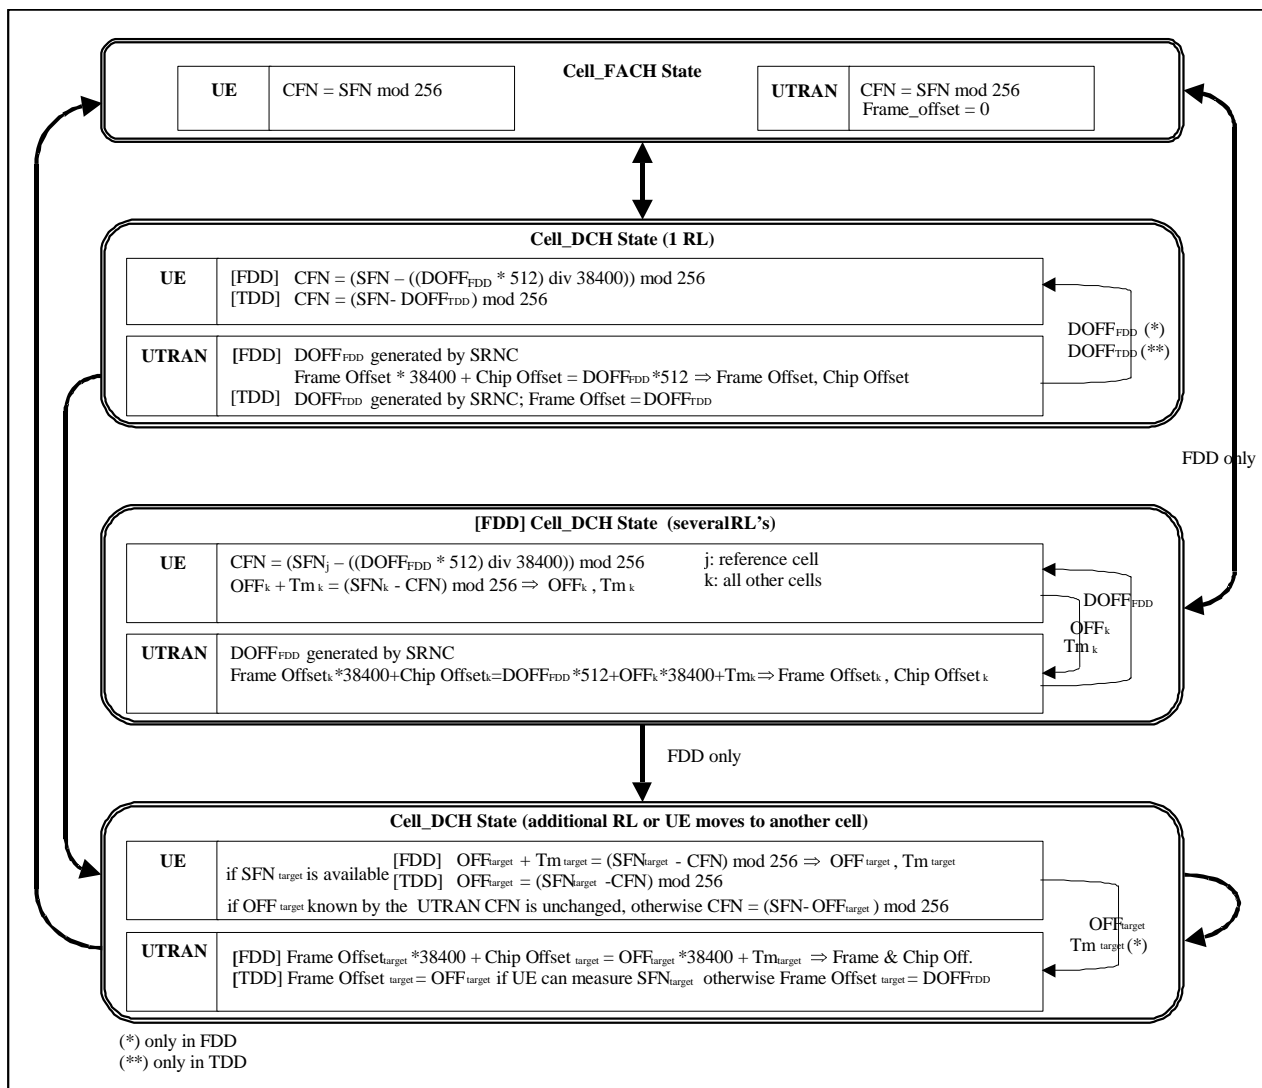 Cell_FACH State
UE CFN = SFN mod 256
UTRAN CFN = SFN mod 256
Frame_offset = 0
Cell_DCH State (1 RL)
UE [FDD] CFN = (SFN – ((DOFFFDD * 512) div 38400)) mod 256
[TDD] CFN = (SFN- DOFFTDD) mod 256
DOFFFDD (*)
DOFFTDD (**)
UTRAN [FDD] DOFFFDD generated by SRNC
Frame Offset * 38400 + Chip Offset = DOFFFDD *512 ⇒ Frame Offset, Chip Offset
[TDD] DOFFTDD generated by SRNC; Frame Offset = DOFFTDD
FDD only
[FDD] Cell_DCH State (severalRL's)
UE CFN = (SFNj – ((DOFFFDD * 512) div 38400)) mod 256
OFFk + Tm k = (SFNk - CFN) mod 256 ⇒ OFFk , Tm k
j: reference cell
k: all other cells
DOFFFDD
OFFk
Tm k
UTRAN DOFFFDD generated by SRNC
Frame Offsetk*38400+Chip Offsetk=DOFFFDD*512+OFFk*38400+Tmk⇒ Frame Offsetk , Chip Offset k
FDD only
Cell_DCH State (additional RL or UE moves to another cell)
UE if SFN target is available [FDD] OFFtarget + Tm target = (SFNtarget - CFN) mod 256 ⇒ OFF target , Tm target
[TDD] OFFtarget = (SFNtarget -CFN) mod 256
if OFF target known by the UTRAN CFN is unchanged, otherwise CFN = (SFN- OFFtarget ) mod 256
OFFtarget
Tm target (*)
UTRAN [FDD] Frame Offsettarget *38400 + Chip Offset target = OFFtarget *38400 + Tmtarget ⇒ Frame & Chip Off.
[TDD] Frame Offset target = OFF target if UE can measure SFNtarget otherwise Frame Offset target = DOFFTDD
(*) only in FDD
(**) only in TDD